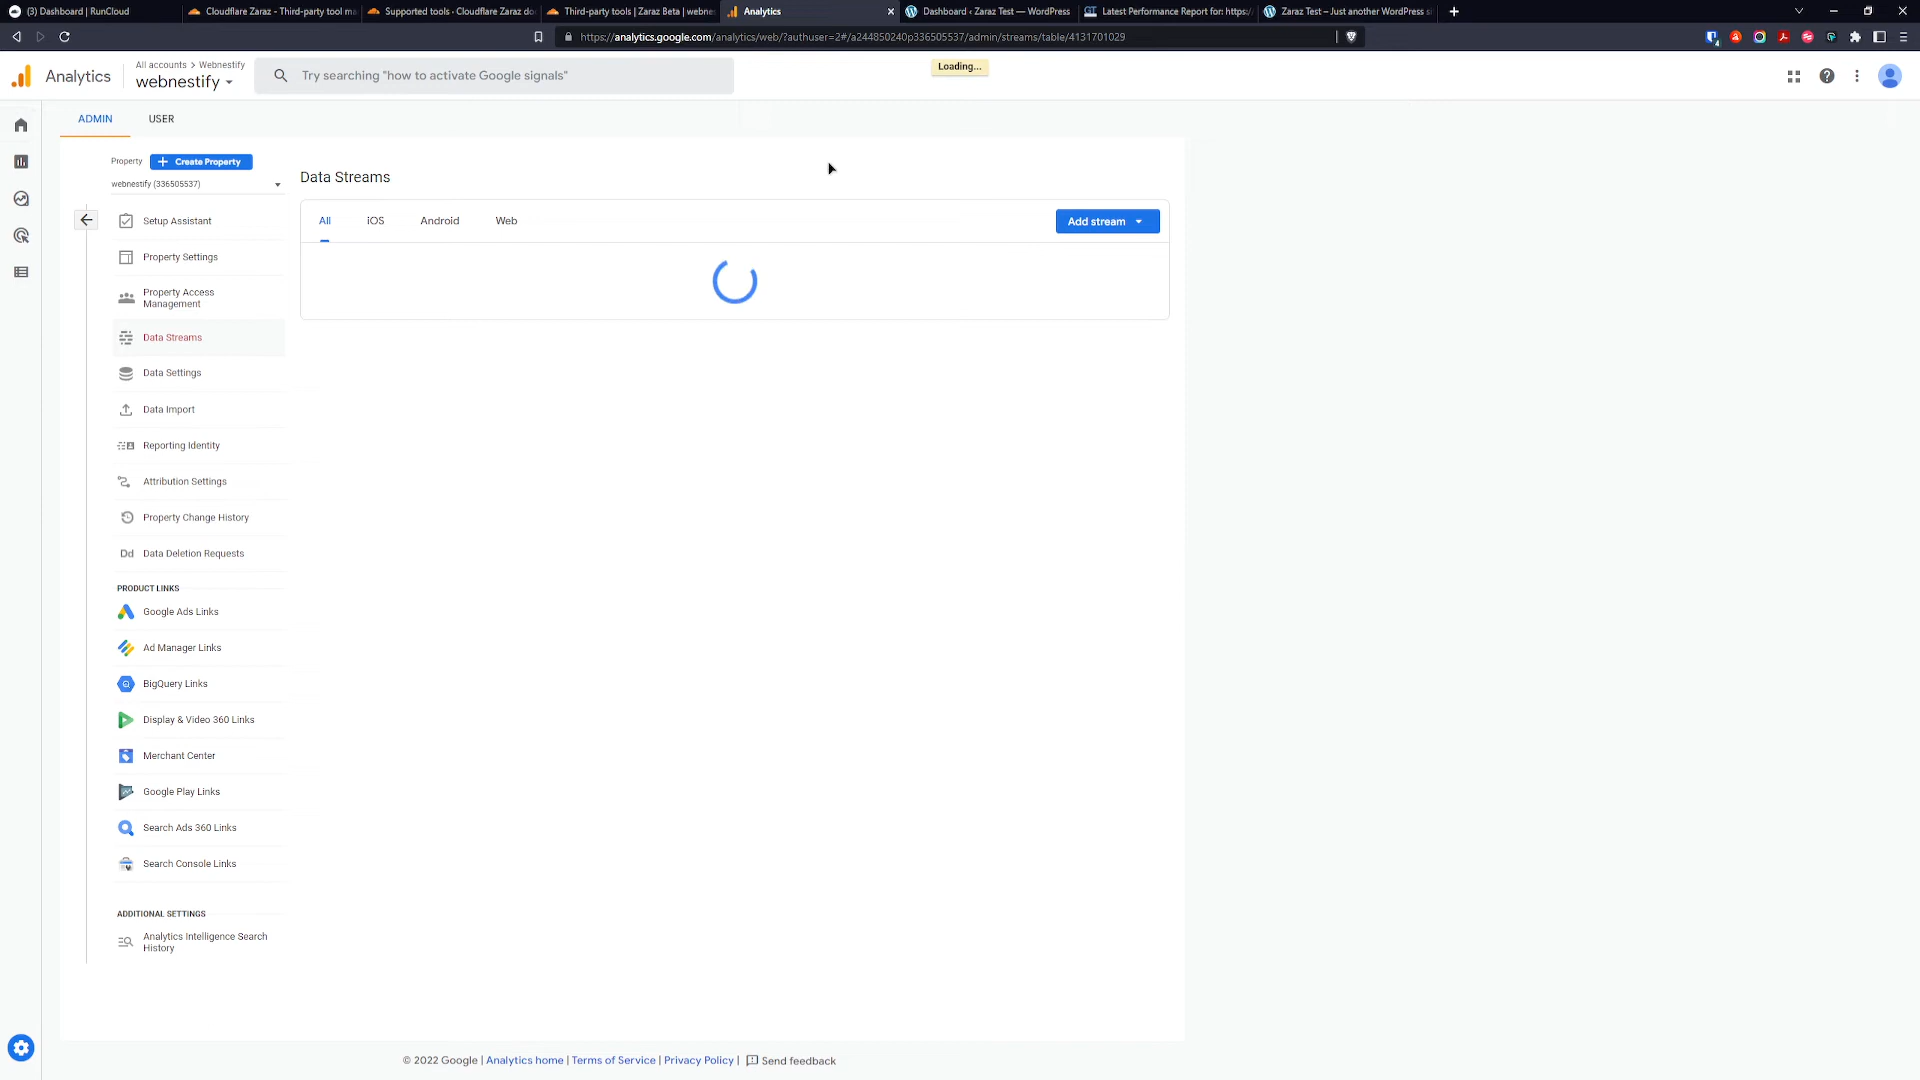 (3) Dashboard | RunCloud
Cloudflare Zaraz - Third-party tool ma
Supported tools · Cloudflare Zaraz do
Third-party tools | Zaraz Beta | webne
Analytics
Dashboard ‹ Zaraz Test — WordPress
Latest Performance Report for: https:/
Zaraz Test – Just another WordPress s
https://analytics.google.com/analytics/web/?authuser=2#/a244850240p336505537/admin/streams/table/4131701029
Analytics
All accounts > Webnestify
webnestify
Try searching "how to activate Google signals"
Loading...
ADMIN
USER
Property
Create Property
webnestify (336505537)
Data Streams
All
iOS
Android
Web
Add stream
Setup Assistant
Property Settings
Property Access
Management
Data Streams
Data Settings
Data Import
Reporting Identity
Attribution Settings
Property Change History
Dd Data Deletion Requests
PRODUCT LINKS
Google Ads Links
Ad Manager Links
BigQuery Links
Display & Video 360 Links
Merchant Center
Google Play Links
Search Ads 360 Links
Search Console Links
ADDITIONAL SETTINGS
Analytics Intelligence Search
History
© 2022 Google | Analytics home | Terms of Service | Privacy Policy | Send feedback